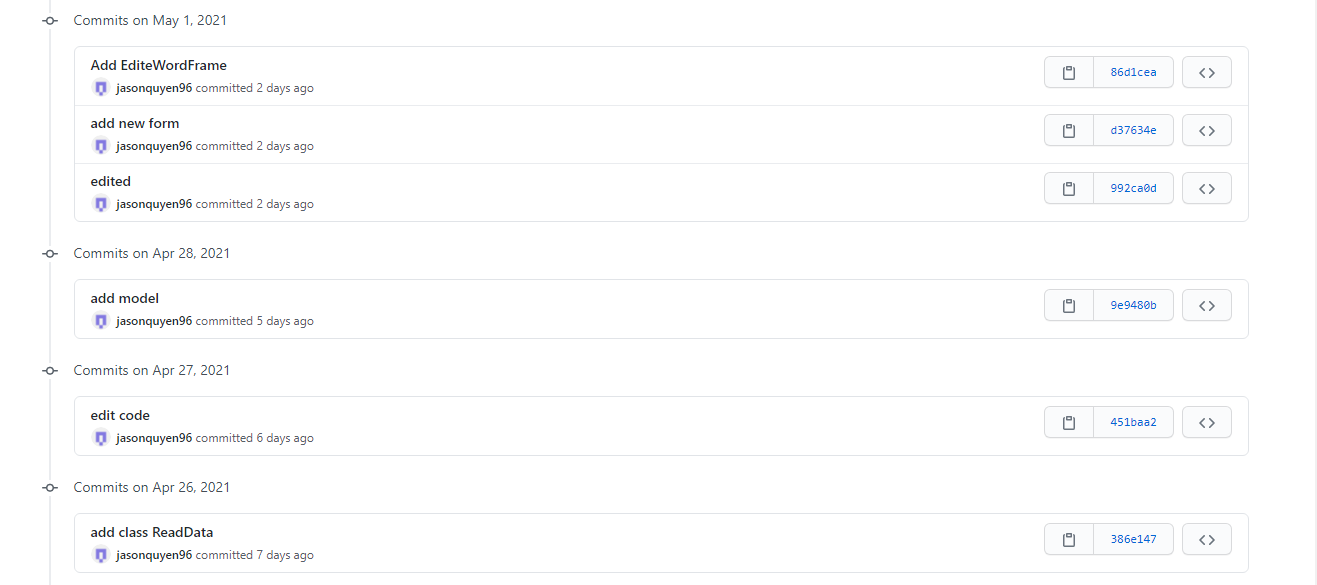 Commits on May 1, 2021
Add EditeWordFrame
86d1cea
jasonquyen96 committed 2 days ago
add new form
d37634e
jasonquyen96 committed 2 days ago
edited
992ca0d
jasonquyen96 committed 2 days ago
Commits on Apr 28, 2021
add model
9e9480b
jasonquyen96 committed 5 days ago
Commits on Apr 27, 2021
edit code
451baa2
jasonquyen96 committed 6 days ago
Commits on Apr 26, 2021
add class ReadData
386e147
jasonquyen96 committed 7 days ago